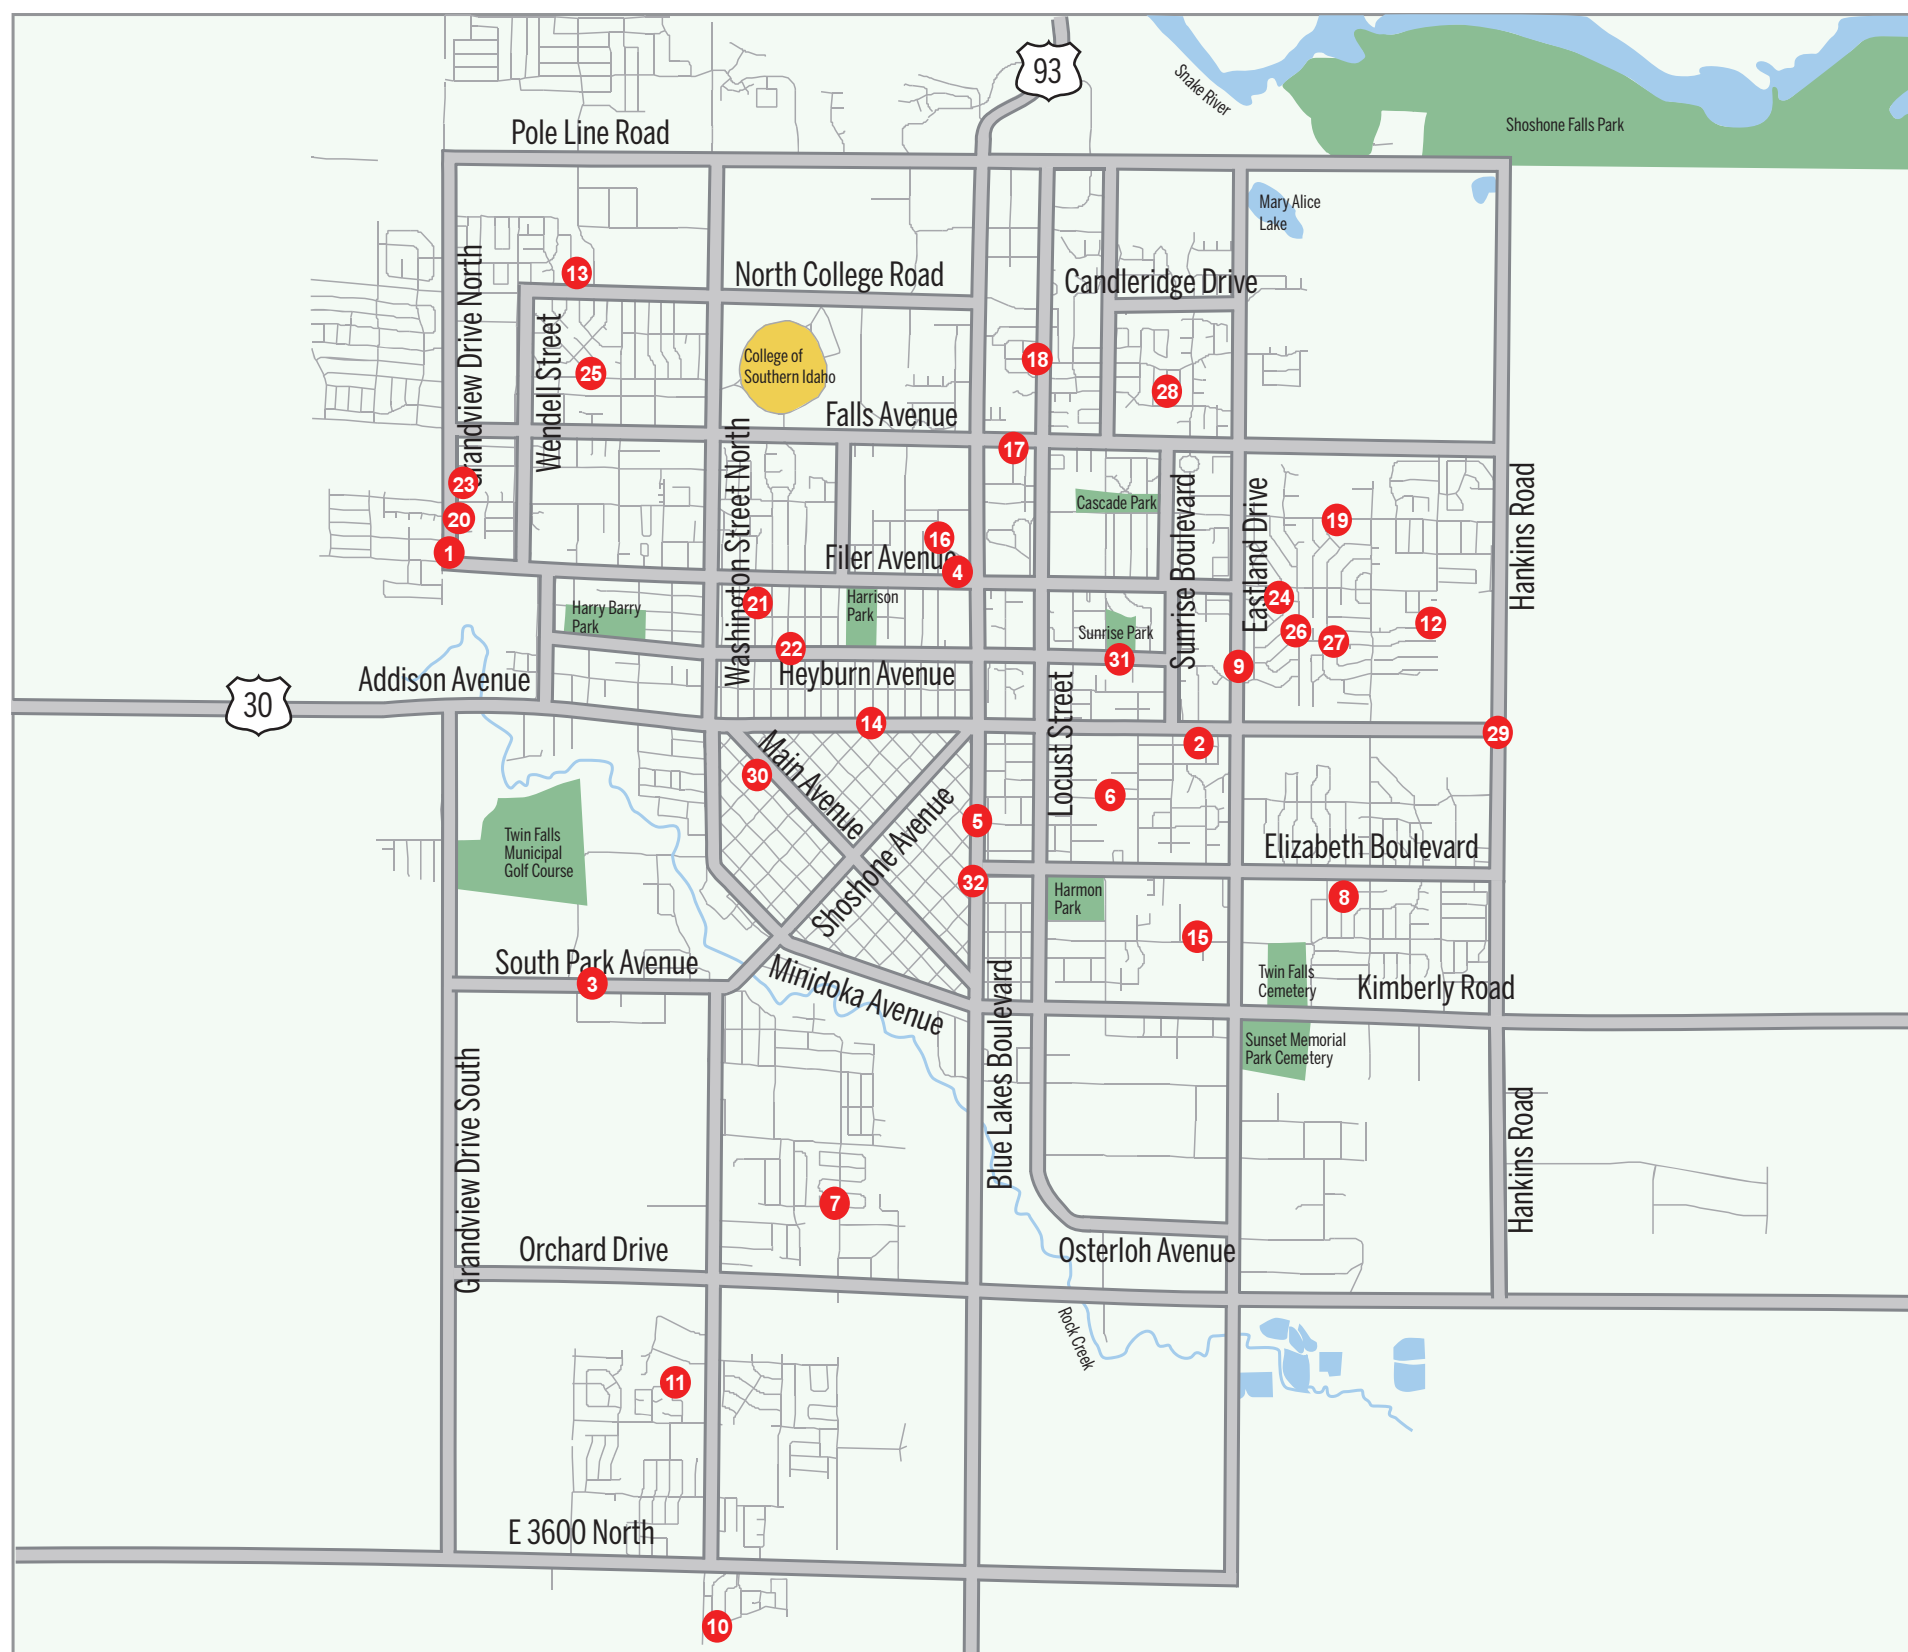 93
Snake River
Shoshone Falls Park
Pole Line Road
Mary Alice
Lake
13
North College Road
Candleridge Drive
Grandview Drive North
Wendell Street
25
College of
Southern Idaho
18
28
Falls Avenue
17
23
20
1
Washington Street North
Cascade Park
Sunrise Boulevard
Eastland Drive
19
Hankins Road
16
Filer Avenue
4
21
Harrison
Park
Harry Barry
Park
22
Sunrise Park
31
24
26
27
12
9
Addison Avenue
Heyburn Avenue
30
14
Locust Street
2
29
Main Avenue
30
6
5
Shoshone Avenue
Twin Falls
Municipal
Golf Course
Elizabeth Boulevard
32
Harmon
Park
8
15
South Park Avenue
3
Minidoka Avenue
Blue Lakes Boulevard
Twin Falls
Cemetery
Kimberly Road
Sunset Memorial
Park Cemetery
Grandview Drive South
Hankins Road
7
Orchard Drive
Osterloh Avenue
Rock Creek
11
E 3600 North
10